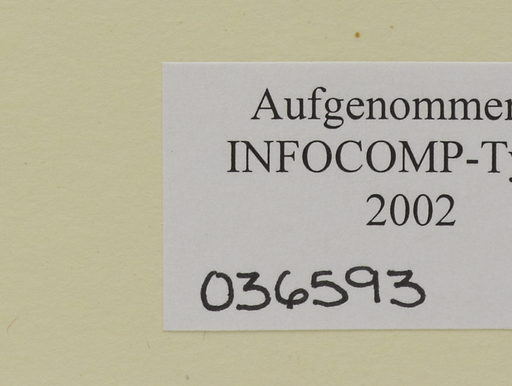 Aufgenommen
INFOCOMP-Ty
2002
036593